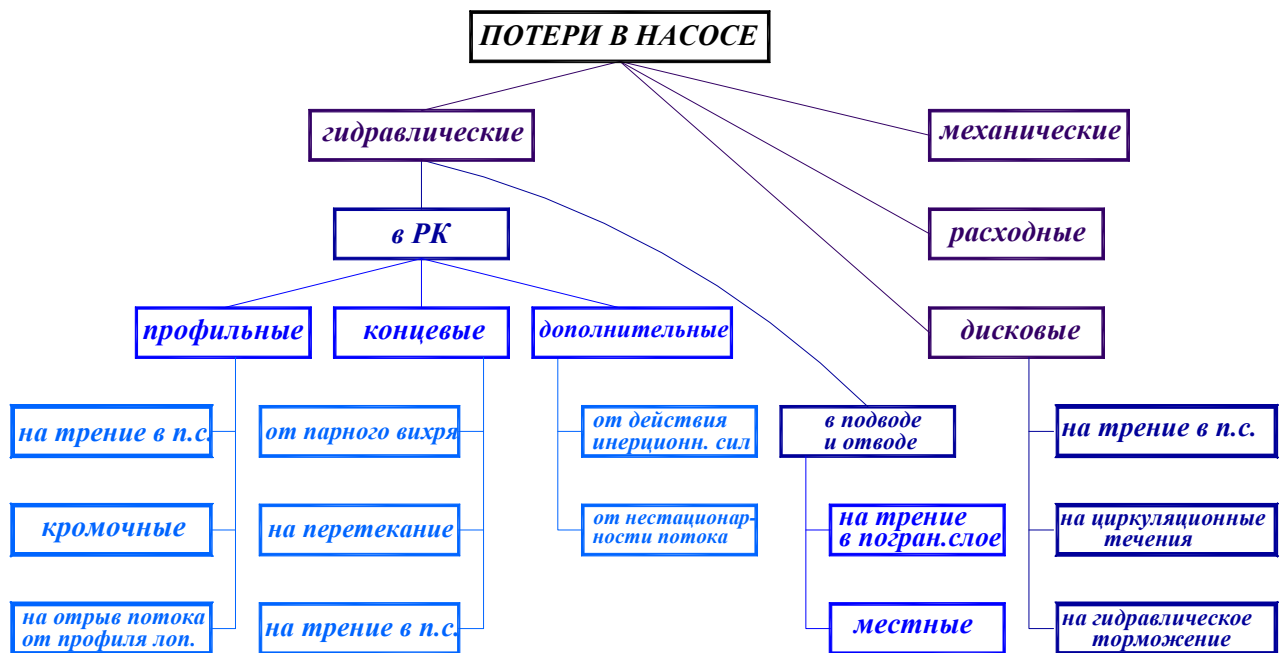 ПОТЕРИ В НАСОСЕ
гидравлические
механические
в РК
расходные
профильные
концевые
дополнительные
дисковые
на трение в п.с.
от парного вихря
от действия
инерционн. сил
в подводе
и отводе
на трение в п.с.
кромочные
на перетекание
от нестационар-
ности потока
на трение
в погран.слое
на циркуляционные
течения
на отрыв потока
от профиля лоп.
на трение в п.с.
местные
на гидравлическое
торможение